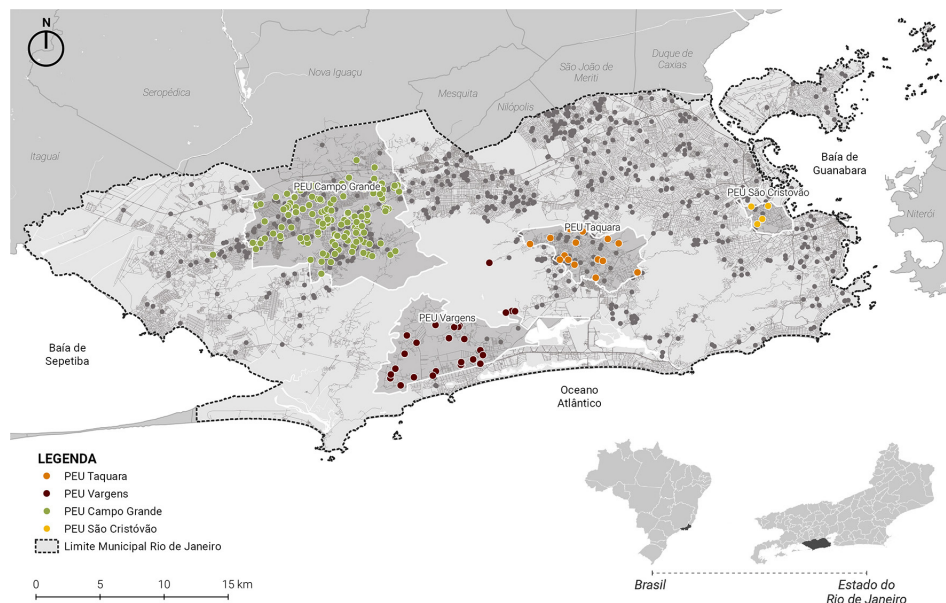 N
Nova Iguaçu
Seropédica
Itaguaí
Mesquita
Nilópolis
São João de
Meriti
Duque de
Caxias
Baía de
Guanabara
Niterói
PEU Campo Grande
PEU São Cristovão
PEU Taquara
PEU Vargens
Baía de
Sepetiba
Oceano
Atlântico
LEGENDA
PEU Taquara
PEU Vargens
PEU Campo Grande
PEU São Cristóvão
Limite Municipal Rio de Janeiro
0 5 10 15 km
Brasil
Estado do
Rio de Janeiro